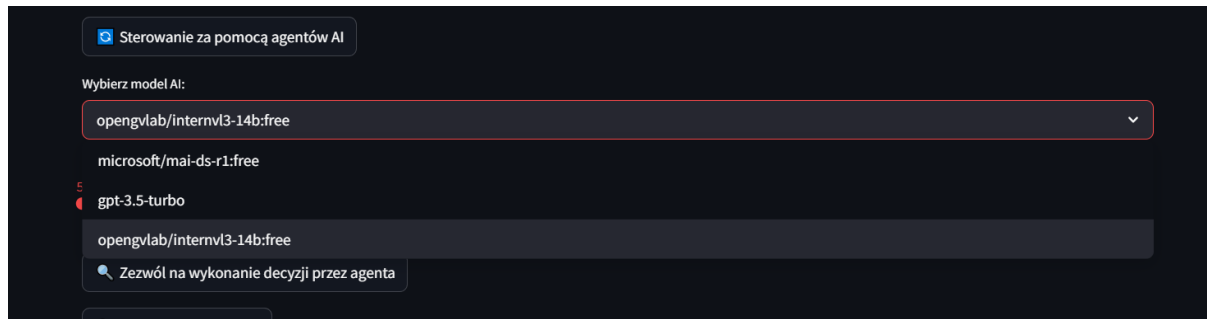 Sterowanie za pomocą agentów AI
Wybierz model AI:
opengvlab/internvl3-14b:free
microsoft/mai-ds-r1:free
5
gpt-3.5-turbo
opengvlab/internvl3-14b:free
Zezwól na wykonanie decyzji przez agenta